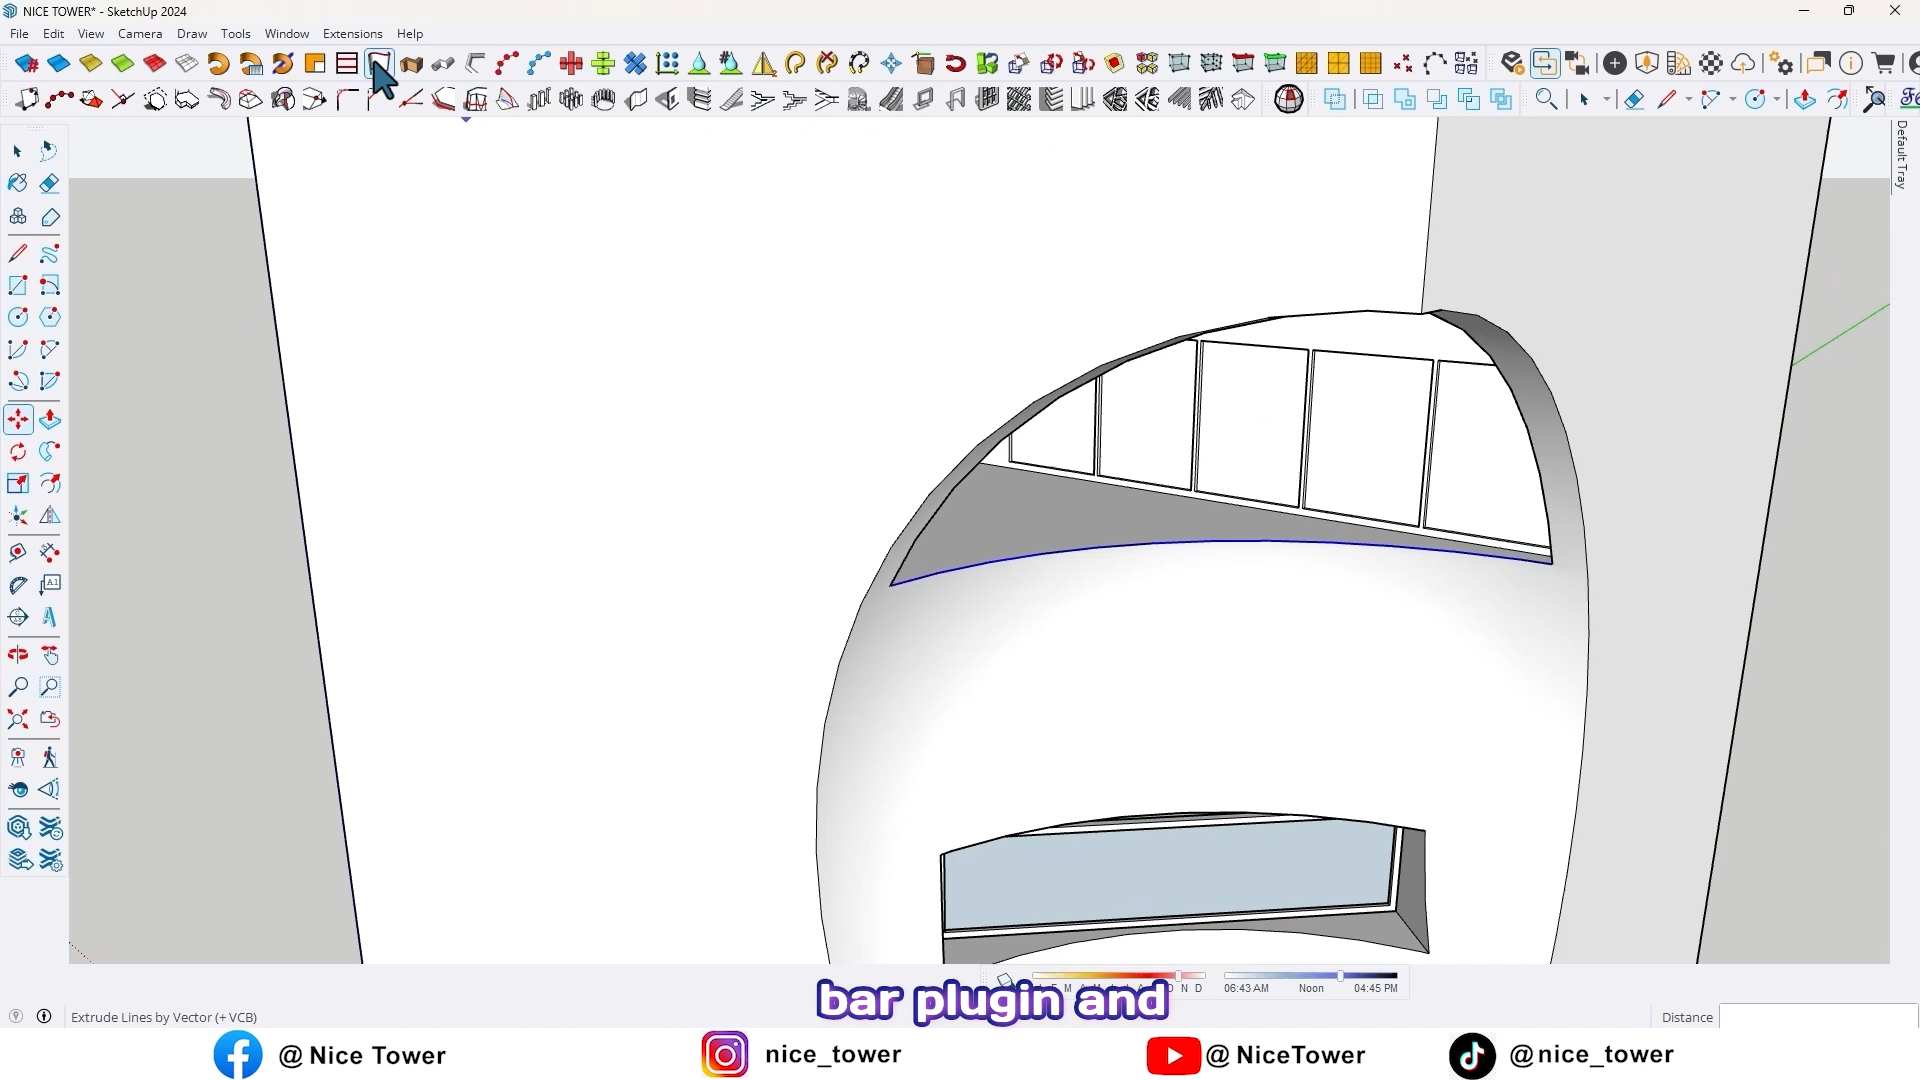 NICE TOWER* - SketchUp 2024
File Edit View Camera Draw Tools Window Extensions Help
Default Tray
A1
06:43 AM Noon 04:45 PM
bar plugin and
Extrude Lines by Vector (+ VCB)
Distance
@ Nice Tower
nice_tower
@ NiceTower
@nice_tower